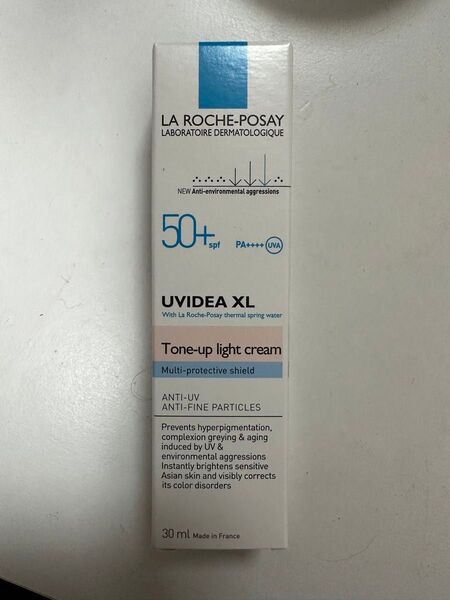 LA ROCHE-POSAY
LABORATOIRE DERMATOLOGIQUE
NEW Anti-environmental aggressions
50+ spf PA++++ UVA
UVIDEA XL
With La Roche-Posay thermal spring water
Tone-up light cream
Multi-protective shield
ANTI-UV
ANTI-FINE PARTICLES
Prevents hyperpigmentation,
complexion greying & aging
induced by UV &
environmental aggressions
Instantly brightens sensitive
Asian skin and visibly corrects
its color disorders
30 ml Made in France